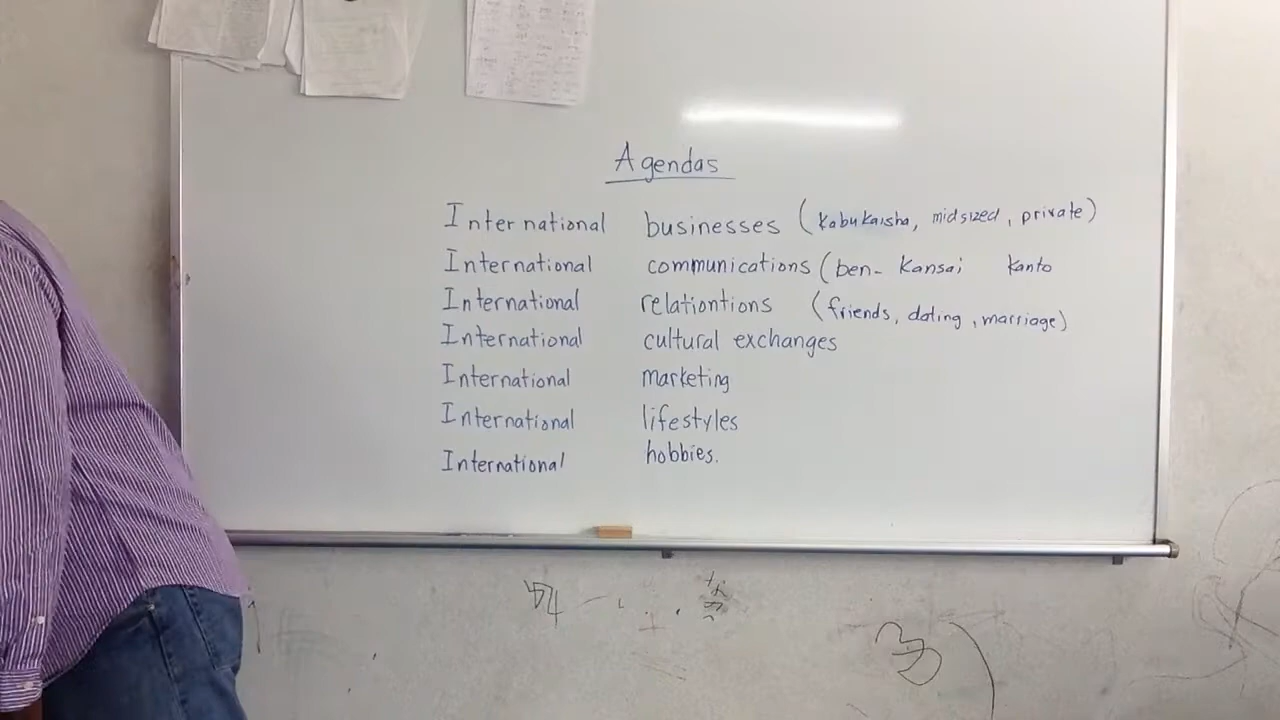 Agendas
International businesses (kabukaisha, midsized, private)
International communications (ben- Kansai Kanto
International relationtions (friends, dating, marriage)
International cultural exchanges
International marketing
International lifestyles
International hobbies.